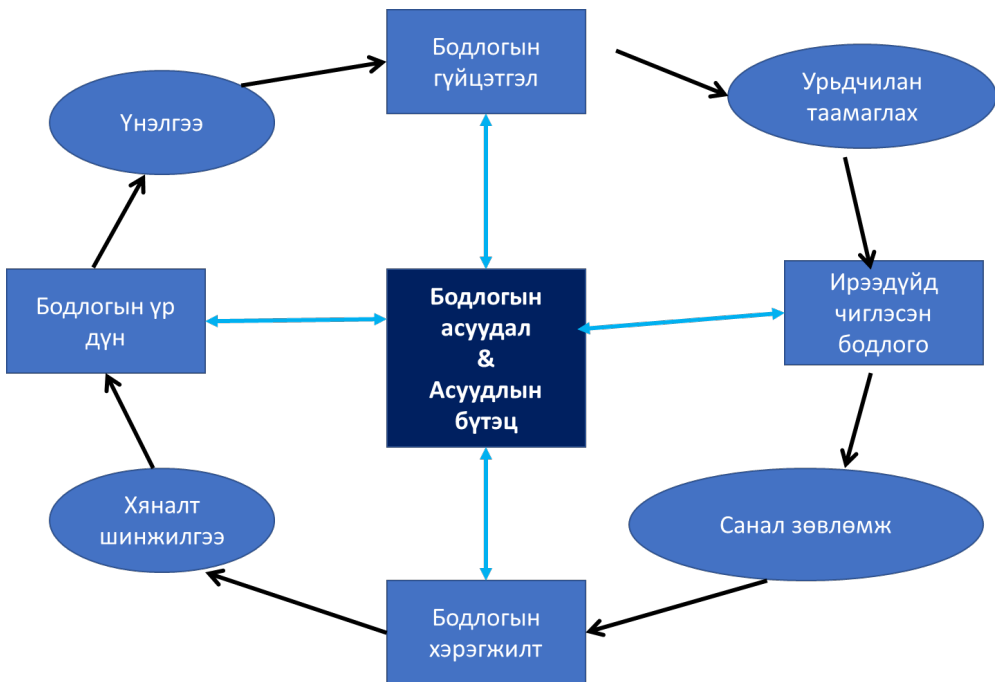 Бодлогын
гүйцэтгэл
Урьдчилан
таамаглах
Үнэлгээ
Бодлогын үр
дүн
Бодлогын
асуудал
&
Асуудлын
бүтэц
Ирээдүйд
чиглэсэн
бодлого
Хяналт
шинжилгээ
Санал зөвлөмж
Бодлогын
хэрэгжилт